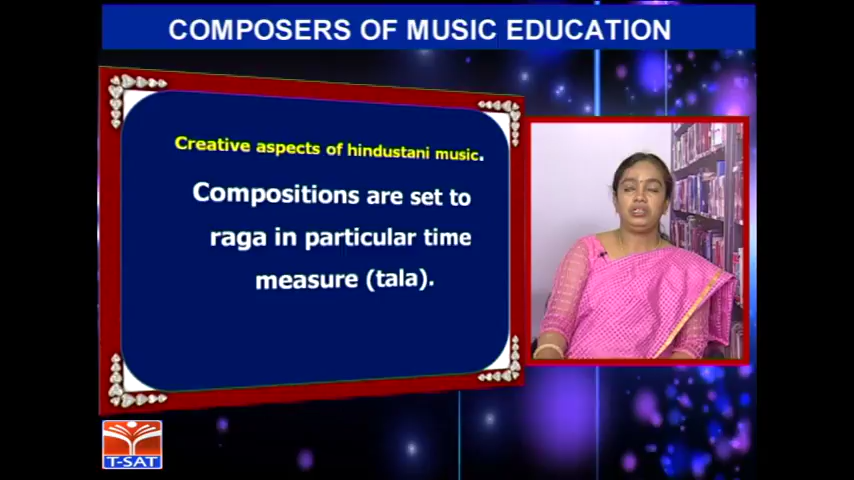 COMPOSERS OF MUSIC EDUCATION
Creative aspects of hindustani music.
Compositions are set to
raga in particular time
measure (tala).
T-SAT